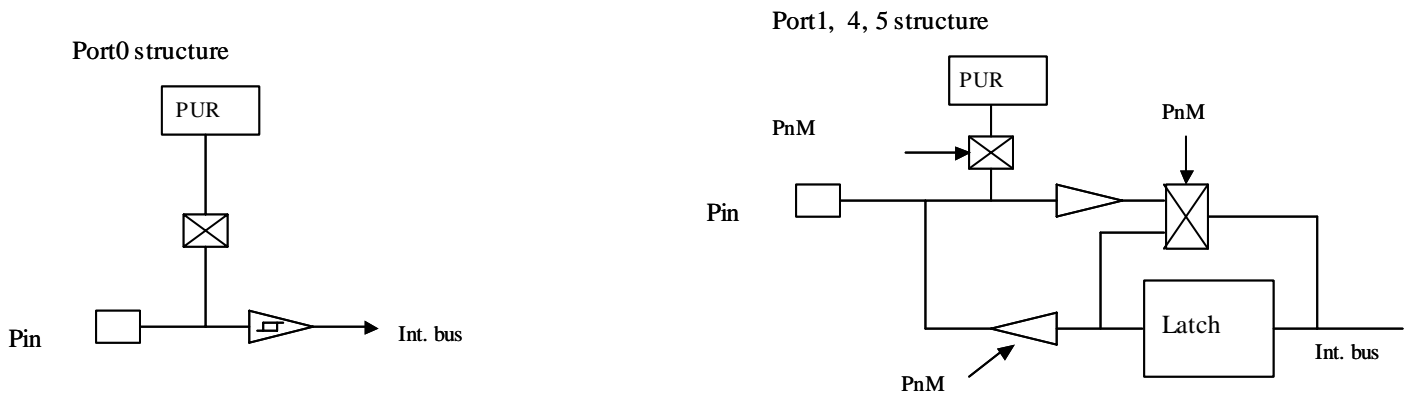 Port0 structure
PUR
Pin
Int. bus
Port1, 4, 5 structure
PUR
PnM
PnM
Pin
Latch
Int. bus
PnM